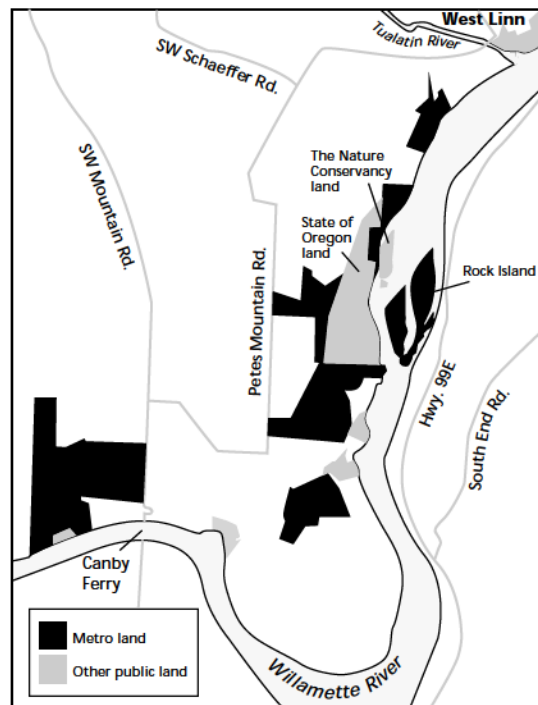 West Linn
Tualatin River
SW Schaeffer Rd.
SW Mountain Rd.
The Nature
Conservancy
land
State of
Oregon
land
Rock Island
Petes Mountain Rd.
Hwy. 99E
South End Rd.
Canby
Ferry
Willamette River
Metro land
Other public land